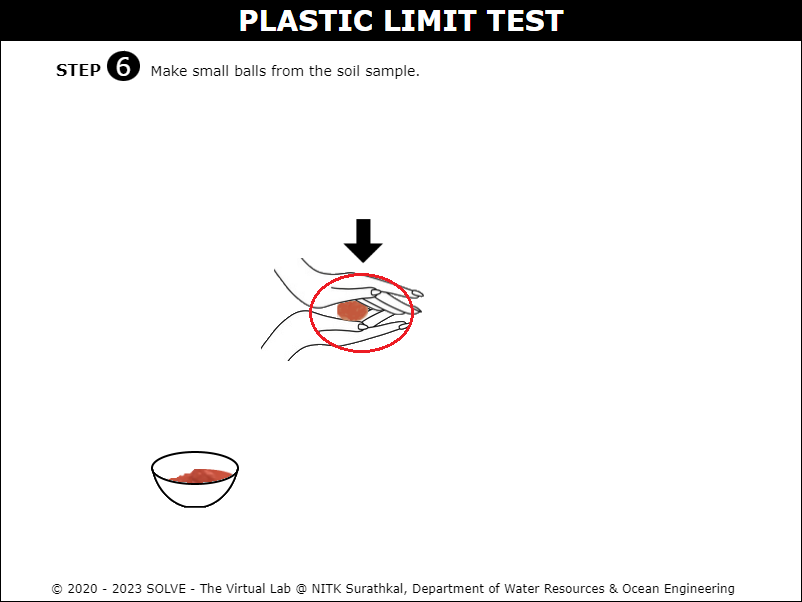 PLASTIC LIMIT TEST
STEP 6 Make small balls from the soil sample.
© 2020 - 2023 SOLVE - The Virtual Lab @ NITK Surathkal, Department of Water Resources & Ocean Engineering